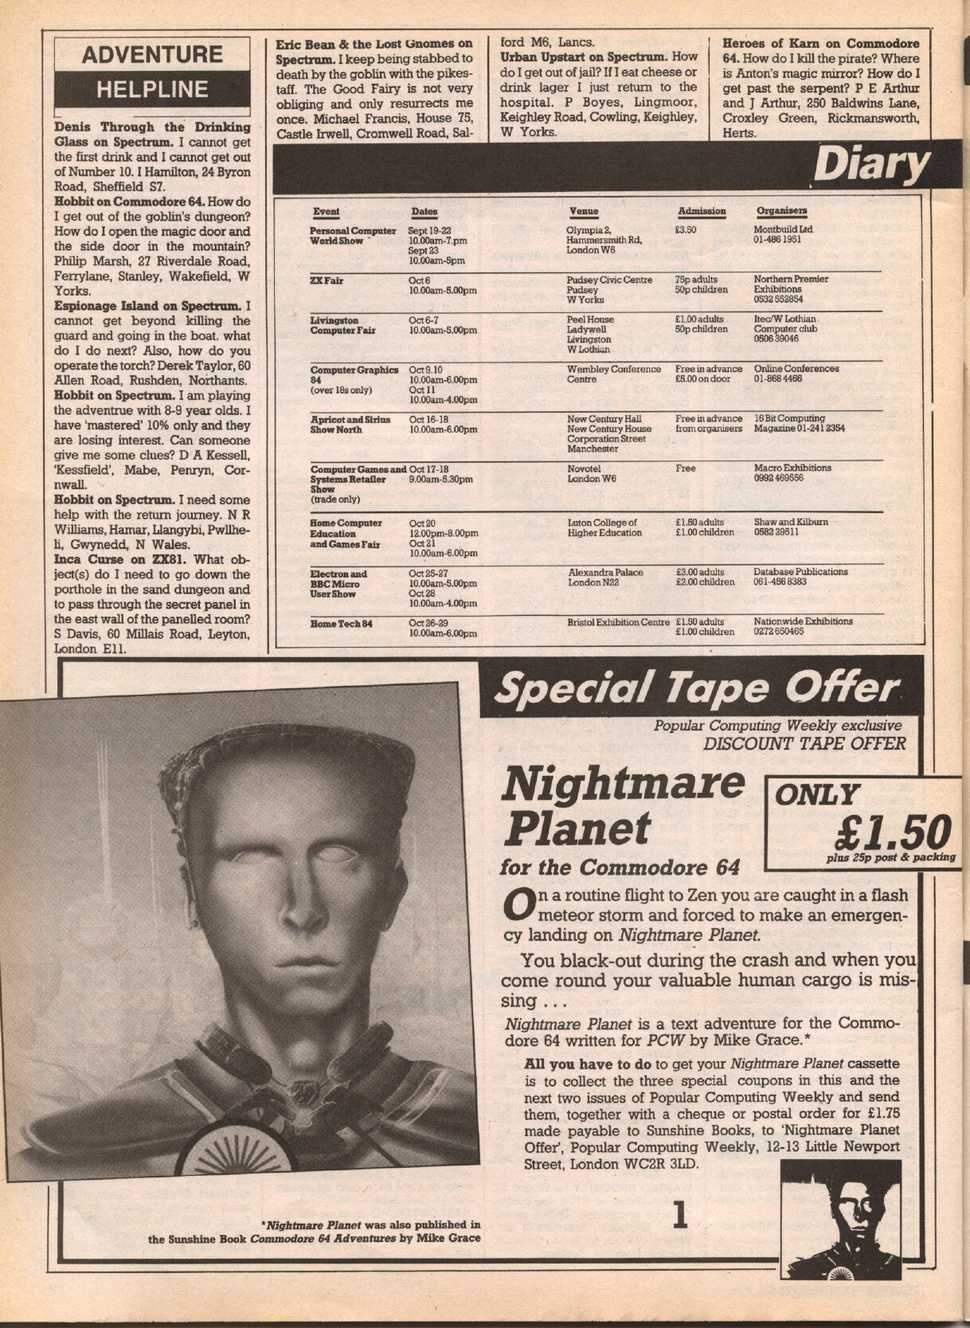 ADVENTURE
HELPLINE
Denis Through the Drinking
Glass on Spectrum. I cannot get
the first drink and I cannot get out
of Number 10. I Hamilton, 24 Byron
Road, Sheffield S7.
Hobbit on Commodore 64. How do
I get out of the goblin's dungeon?
How do I open the magic door and
the side door in the mountain?
Philip Marsh, 27 Riverdale Road,
Ferrylane, Stanley, Wakefield, W
Yorks.
Espionage Island on Spectrum. I
cannot get beyond killing the
guard and going in the boat. what
do I do next? Also, how do you
operate the torch? Derek Taylor, 60
Allen Road, Rushden, Northants.
Hobbit on Spectrum. I am playing
the adventrue with 8-9 year olds. I
have 'mastered' 10% only and they
are losing interest. Can someone
give me some clues? D A Kessell,
'Kessfield', Mabe, Penryn, Cor-
nwall.
Hobbit on Spectrum. I need some
help with the return journey. N R
Williams, Hamar, Llangybi, Pwllhe-
li, Gwynedd, N Wales.
Inca Curse on ZX81. What ob-
ject(s) do I need to go down the
porthole in the sand dungeon and
to pass through the secret panel in
the east wall of the panelled room?
S Davis, 60 Millais Road, Leyton,
London E11.
Eric Bean & the Lost Gnomes on
Spectrum. I keep being stabbed to
death by the goblin with the pikes-
taff. The Good Fairy is not very
obliging and only resurrects me
once. Michael Francis, House 75,
Castle Irwell, Cromwell Road, Sal-
ford M6, Lancs.
Urban Upstart on Spectrum. How
do I get out of jail? If I eat cheese or
drink lager I just return to the
hospital. P Boyes, Lingmoor,
Keighley Road, Cowling, Keighley,
W Yorks.
Heroes of Karn on Commodore
64. How do I kill the pirate? Where
is Anton's magic mirror? How do I
get past the serpent? P E Arthur
and J Arthur, 250 Baldwins Lane,
Croxley Green, Rickmansworth,
Herts.
Diary
Event Dates Venue Admission Organisers
Personal Computer Sept 19-22 Olympia 2, £3.50 Montbuild Ltd
World Show 10.00am-7.pm Hammersmith Rd, 01-486 1951
Sept 23 London W6
10.00am-5pm
ZX Fair Oct 6 Pudsey Civic Centre 75p adults Northern Premier
10.00am-5.00pm Pudsey 50p children Exhibitions
W Yorks 0532 552854
Livingston Oct 6-7 Peel House £1.00 adults Itec/W Lothian
Computer Fair 10.00am-5.00pm Ladywell 50p children Computer club
Livingston 0506 39046
W Lothian
Computer Graphics Oct 9.10 Wembley Conference Free in advance Online Conferences
84 10.00am-6.00pm Centre £5.00 on door 01-868 4466
(over 18s only) Oct 11
10.00am-4.00pm
Apricot and Sirius Oct 16-18 New Century Hall Free in advance 16 Bit Computing
Show North 10.00am-6.00pm New Century House from organisers Magazine 01-241 2354
Corporation Street
Manchester
Computer Games and Oct 17-18 Novotel Free Macro Exhibitions
Systems Retailer 9.00am-5.30pm London W6 0992 469556
Show
(trade only)
Home Computer Oct 20 Luton College of £1.50 adults Shaw and Kilburn
Education 12.00pm-8.00pm Higher Education £1.00 children 0582 29511
and Games Fair Oct 21
10.00am-6.00pm
Electron and Oct 25-27 Alexandra Palace £3.00 adults Database Publications
BBC Micro 10.00am-5.00pm London N22 £2.00 children 061-456 8383
User Show Oct 28
10.00am-4.00pm
Home Tech 84 Oct 26-29 Bristol Exhibition Centre £1.50 adults Nationwide Exhibitions
10.00am-6.00pm £1.00 children 0272 650465
Special Tape Offer
Popular Computing Weekly exclusive
DISCOUNT TAPE OFFER
Nightmare
Planet
for the Commodore 64
ONLY
£1.50
plus 25p post & packing
On a routine flight to Zen you are caught in a flash
meteor storm and forced to make an emergen-
cy landing on Nightmare Planet.
You black-out during the crash and when you
come round your valuable human cargo is mis-
sing . . .
Nightmare Planet is a text adventure for the Commo-
dore 64 written for PCW by Mike Grace.*
All you have to do to get your Nightmare Planet cassette
is to collect the three special coupons in this and the
next two issues of Popular Computing Weekly and send
them, together with a cheque or postal order for £1.75
made payable to Sunshine Books, to 'Nightmare Planet
Offer', Popular Computing Weekly, 12-13 Little Newport
Street, London WC2R 3LD.
1
*Nightmare Planet was also published in
the Sunshine Book Commodore 64 Adventures by Mike Grace